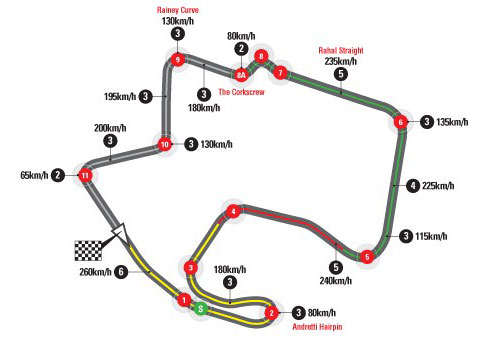 Rainey Curve
130km/h
3
80km/h
2
9
8
8A
7
Rahal Straight
235km/h
5
The Corkscrew
3
180km/h
195km/h 3
6 3 135km/h
200km/h
3
10 3 130km/h
65km/h 2 11
4 225km/h
4
3 115km/h
5
5
240km/h
3
180km/h
3
260km/h 6
1
S
2 3 80km/h
Andretti Hairpin